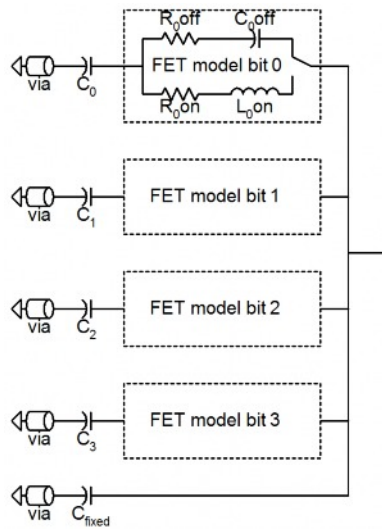 R₀off C₀off
FET model bit 0
via C₀ R₀on L₀on
FET model bit 1
via C₁
FET model bit 2
via C₂
FET model bit 3
via C₃
via C_fixed